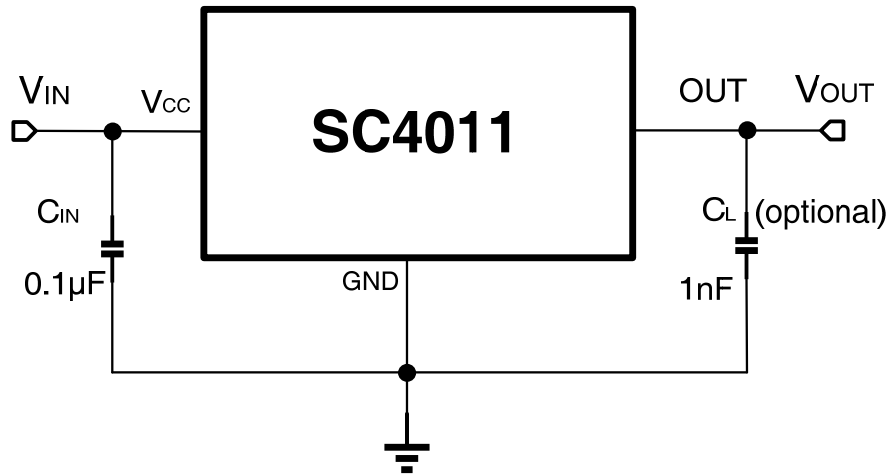 VIN
VCC
SC4011
OUT
VOUT
CIN
0.1µF
GND
CL (optional)
1nF